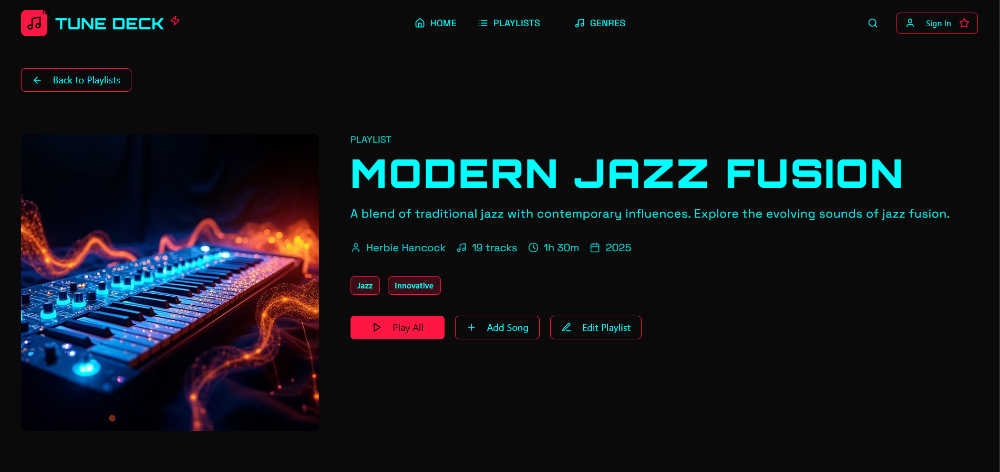 TUNE DECK
HOME
PLAYLISTS
GENRES
Sign In
Back to Playlists
PLAYLIST
MODERN JAZZ FUSION
A blend of traditional jazz with contemporary influences. Explore the evolving sounds of jazz fusion.
Herbie Hancock
19 tracks
1h 30m
2025
Jazz
Innovative
Play All
Add Song
Edit Playlist